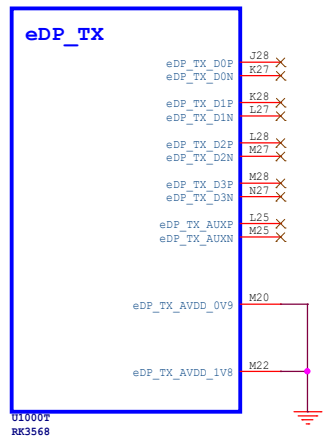 eDP_TX
eDP_TX_D0P J28
eDP_TX_D0N K27
eDP_TX_D1P K28
eDP_TX_D1N L27
eDP_TX_D2P L28
eDP_TX_D2N M27
eDP_TX_D3P M28
eDP_TX_D3N N27
eDP_TX_AUXP L25
eDP_TX_AUXN M25
eDP_TX_AVDD_0V9 M20
eDP_TX_AVDD_1V8 M22
U1000T
RK3568